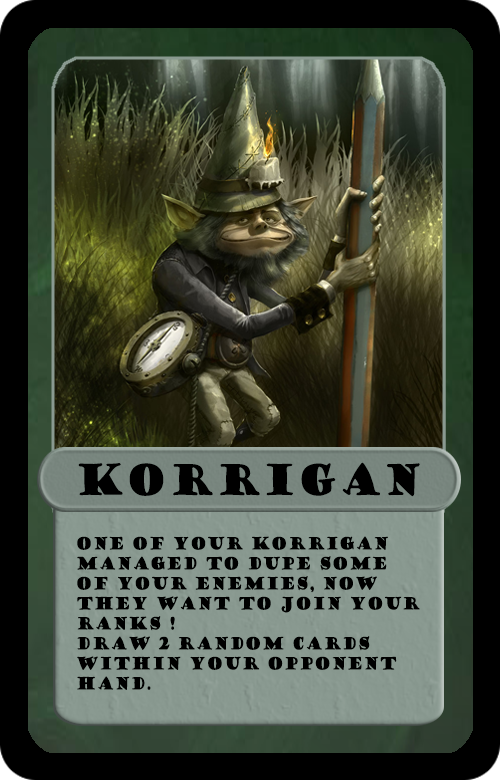 KORRIGAN
ONE OF YOUR KORRIGAN
MANAGED TO DUPE SOME
OF YOUR ENEMIES, NOW
THEY WANT TO JOIN YOUR
RANKS !
DRAW 2 RANDOM CARDS
WITHIN YOUR OPPONENT
HAND.